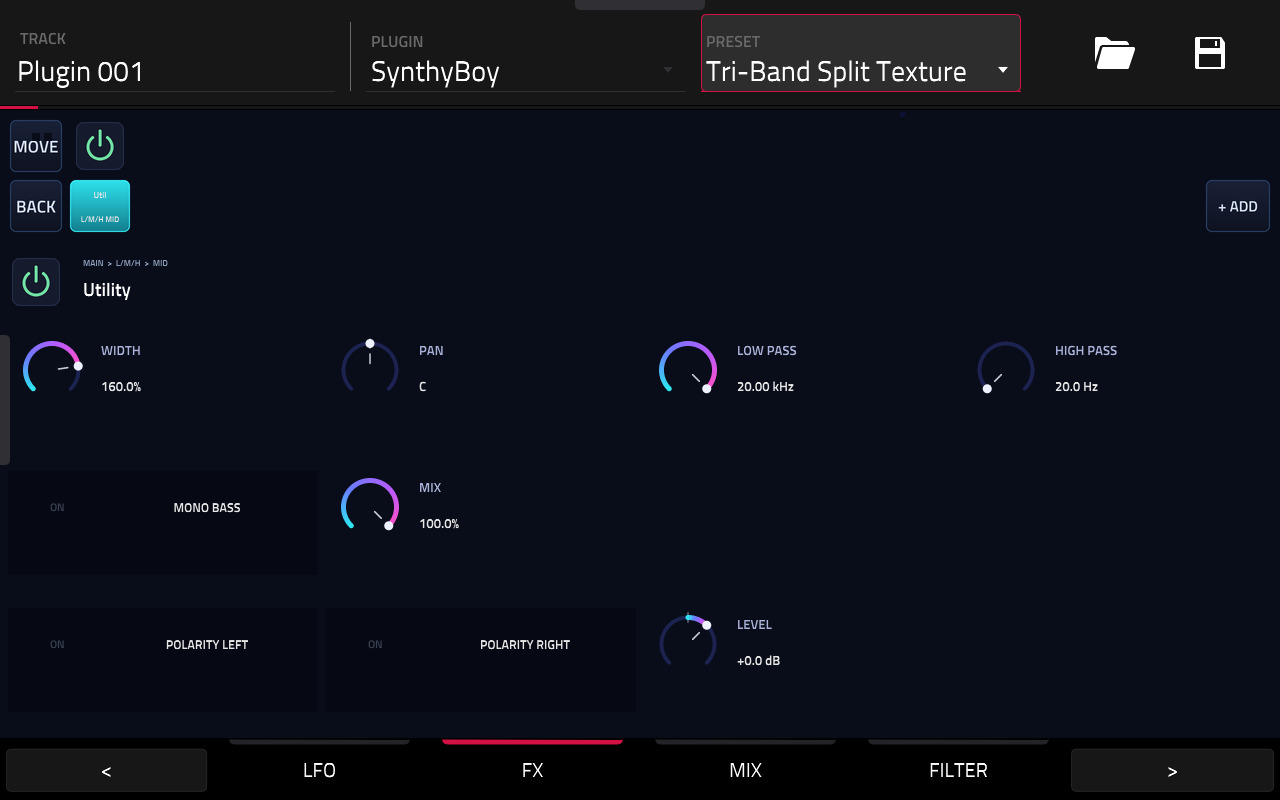 TRACK
Plugin 001
PLUGIN
SynthyBoy
PRESET
Tri-Band Split Texture
MOVE
BACK
Util
L/M/H MID
+ ADD
MAIN > L/M/H > MID
Utility
WIDTH
160.0%
PAN
C
LOW PASS
20.00 kHz
HIGH PASS
20.0 Hz
ON
MONO BASS
MIX
100.0%
ON
POLARITY LEFT
ON
POLARITY RIGHT
LEVEL
+0.0 dB
<
LFO
FX
MIX
FILTER
>